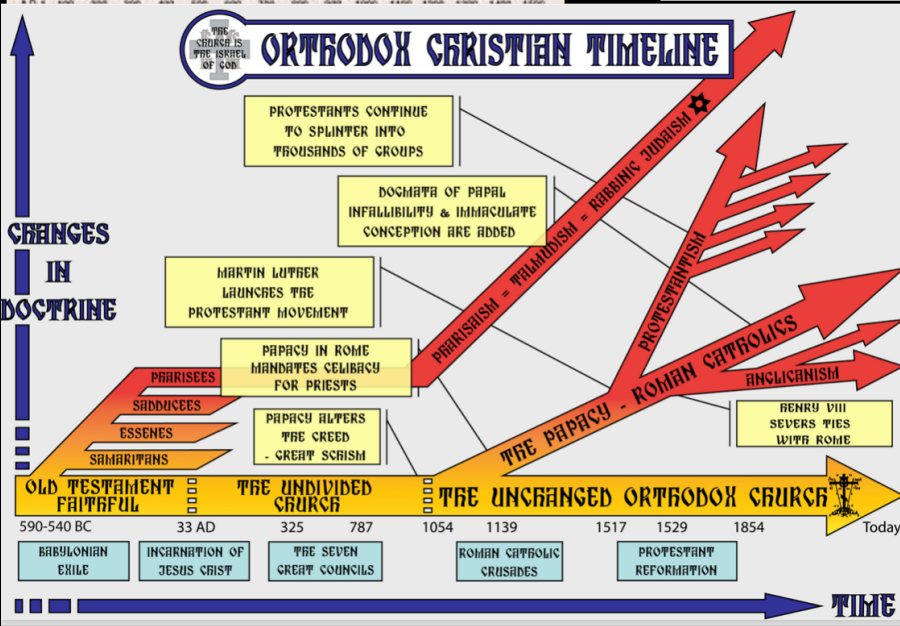 THE
CHURCH IS
THE ISRAEL
OF GOD
ORTHODOX CHRISTIAN TIMELINE
PROTESTANTS CONTINUE
TO SPLINTER INTO
THOUSANDS OF GROUPS
DOGMATA OF PAPAL
INFALLIBILITY & IMMACULATE
CONCEPTION ARE ADDED
MARTIN LUTHER
LAUNCHES THE
PROTESTANT MOVEMENT
PAPACY IN ROME
MANDATES CELIBACY
FOR PRIESTS
PAPACY ALTERS
THE CREED
- GREAT SCHISM
HENRY VIII
SEVERS TIES
WITH ROME
CHANGES
IN
DOCTRINE
PHARISAISM = TALMUDISM = RABBINIC JUDAISM
PROTESTANTISM
THE PAPACY - ROMAN CATHOLICS
ANGLICANISM
PHARISEES
SADDUCEES
ESSENES
SAMARITANS
OLD TESTAMENT
FAITHFUL
THE UNDIVIDED
CHURCH
THE UNCHANGED ORTHODOX CHURCH
590-540 BC 33 AD 325 787 1054 1139 1517 1529 1854 Today
BABYLONIAN
EXILE
INCARNATION OF
JESUS CHIST
THE SEVEN
GREAT COUNCILS
ROMAN CATHOLIC
CRUSADES
PROTESTANT
REFORMATION
TIME